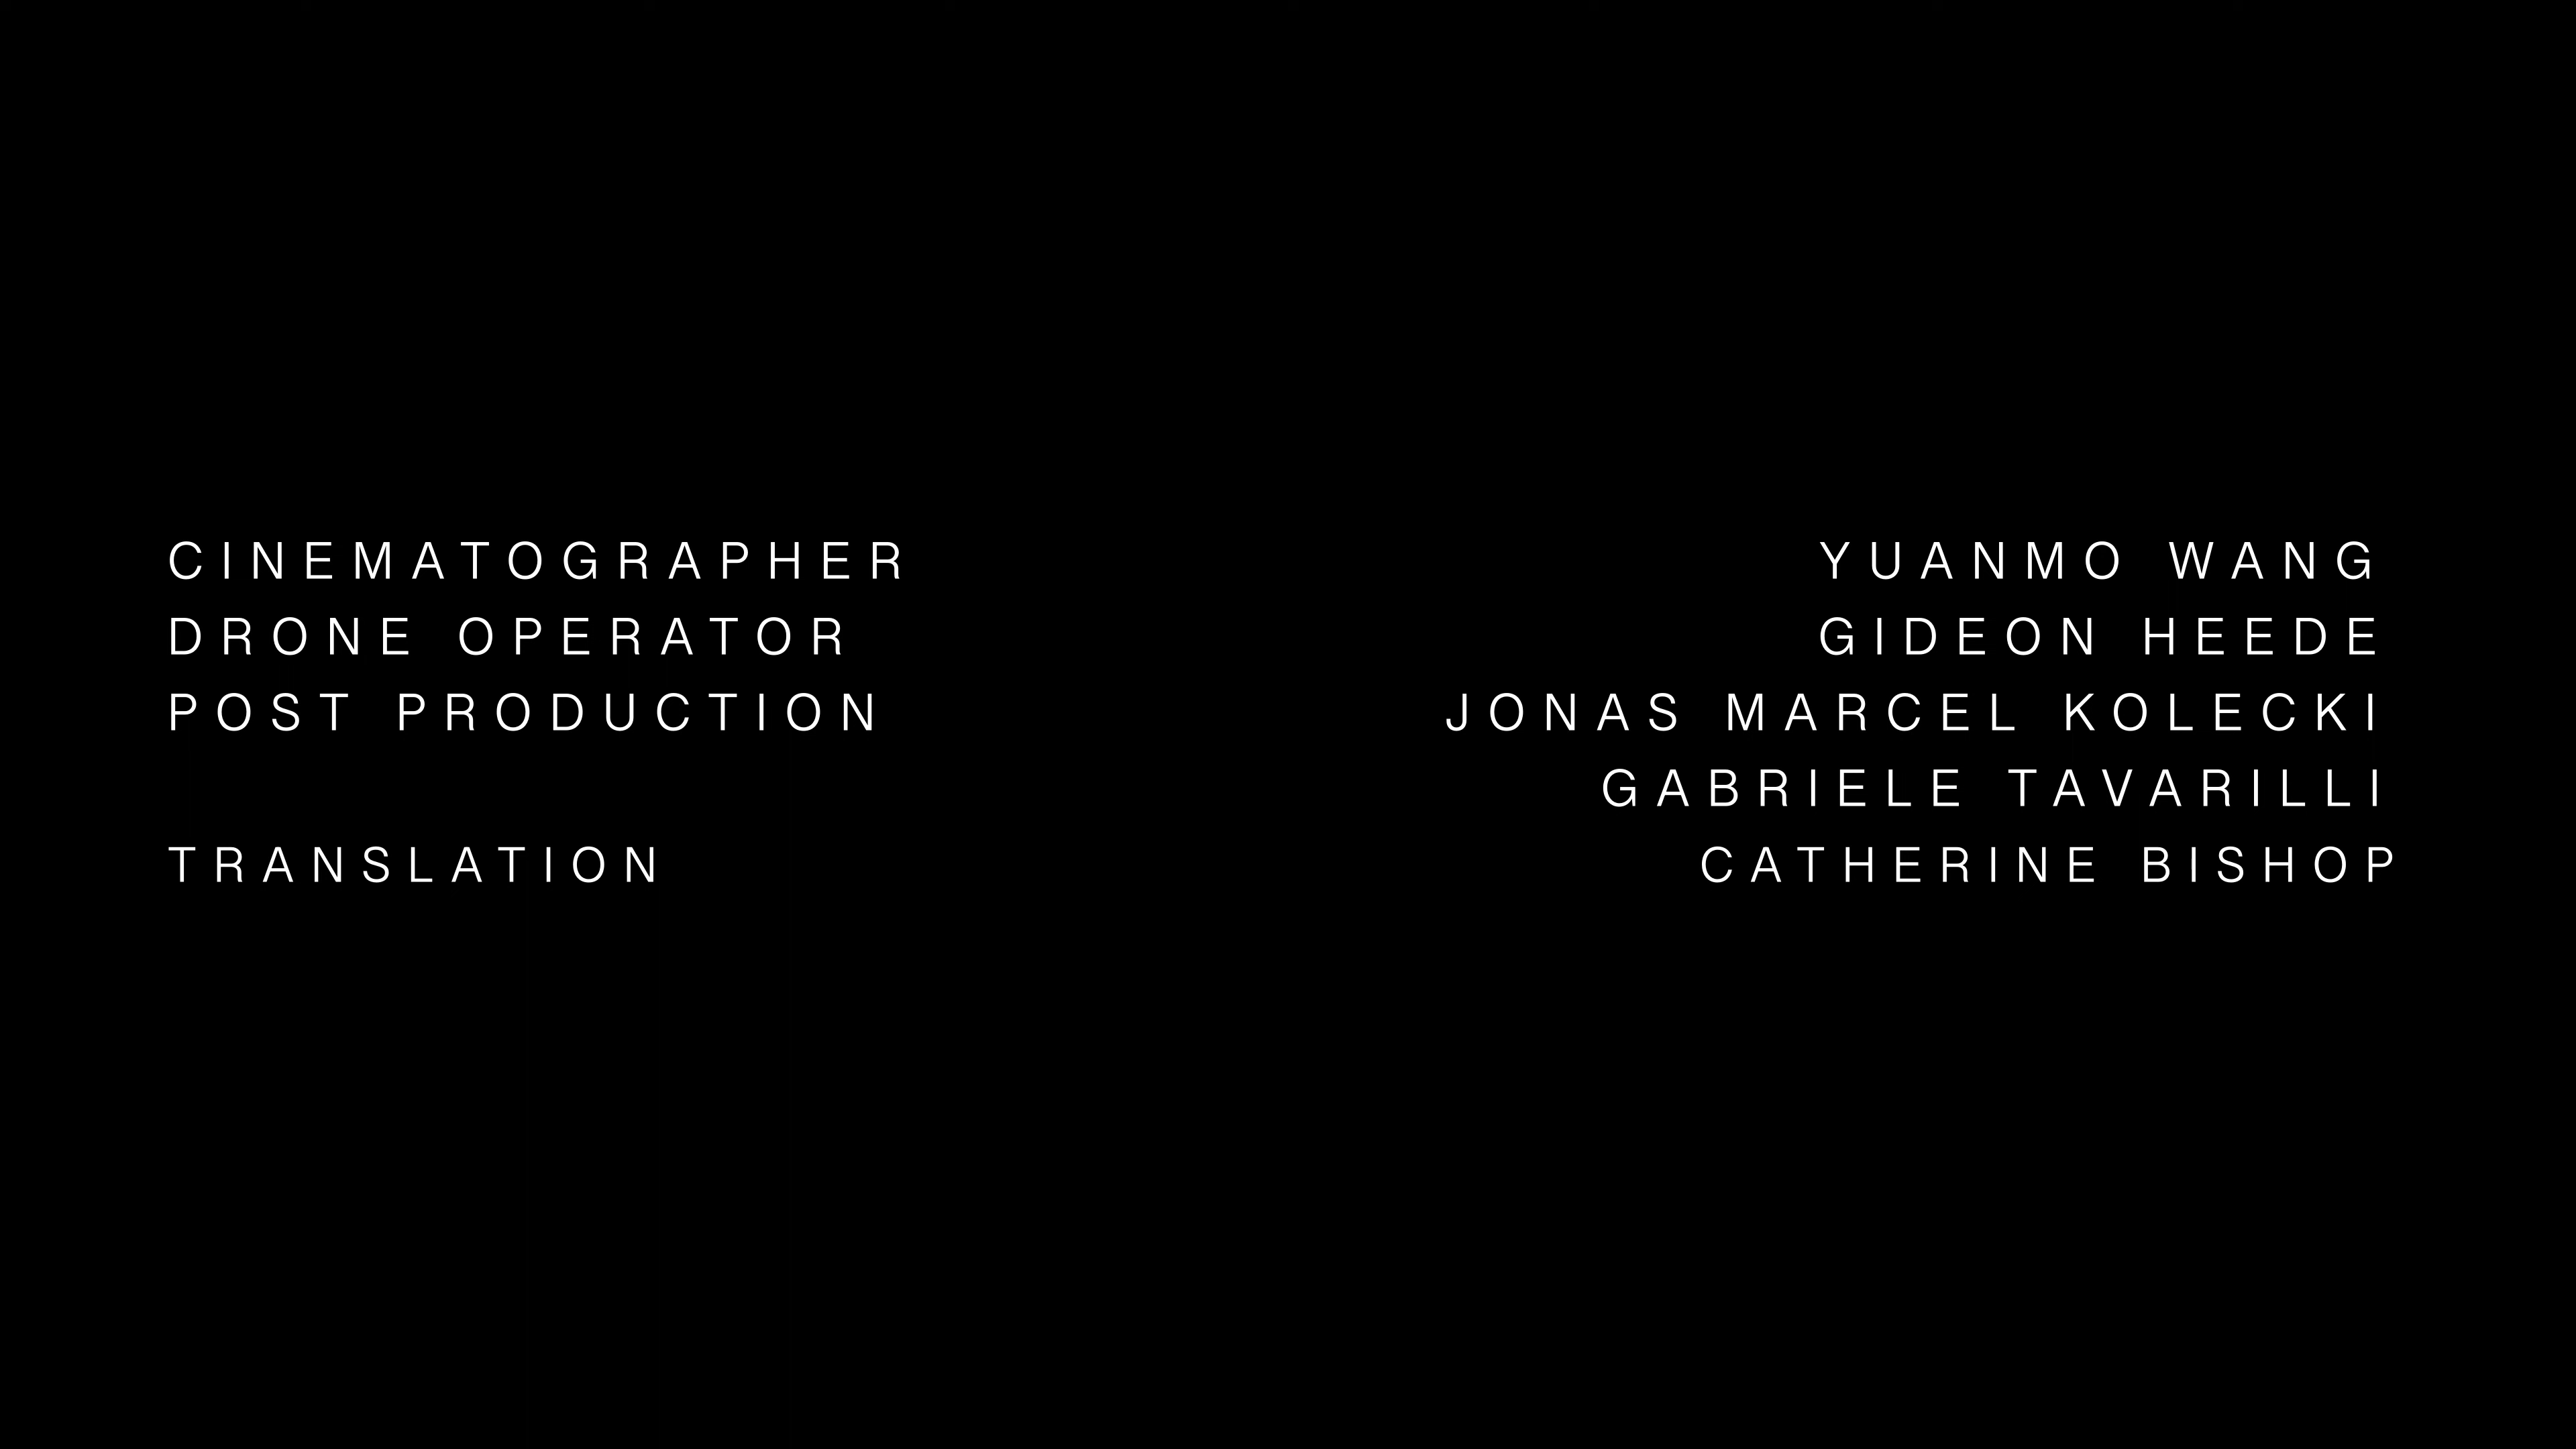 CINEMATOGRAPHER YUANMO WANG
DRONE OPERATOR GIDEON HEEDE
POST PRODUCTION JONAS MARCEL KOLECKI
GABRIELE TAVARILLI
TRANSLATION CATHERINE BISHOP